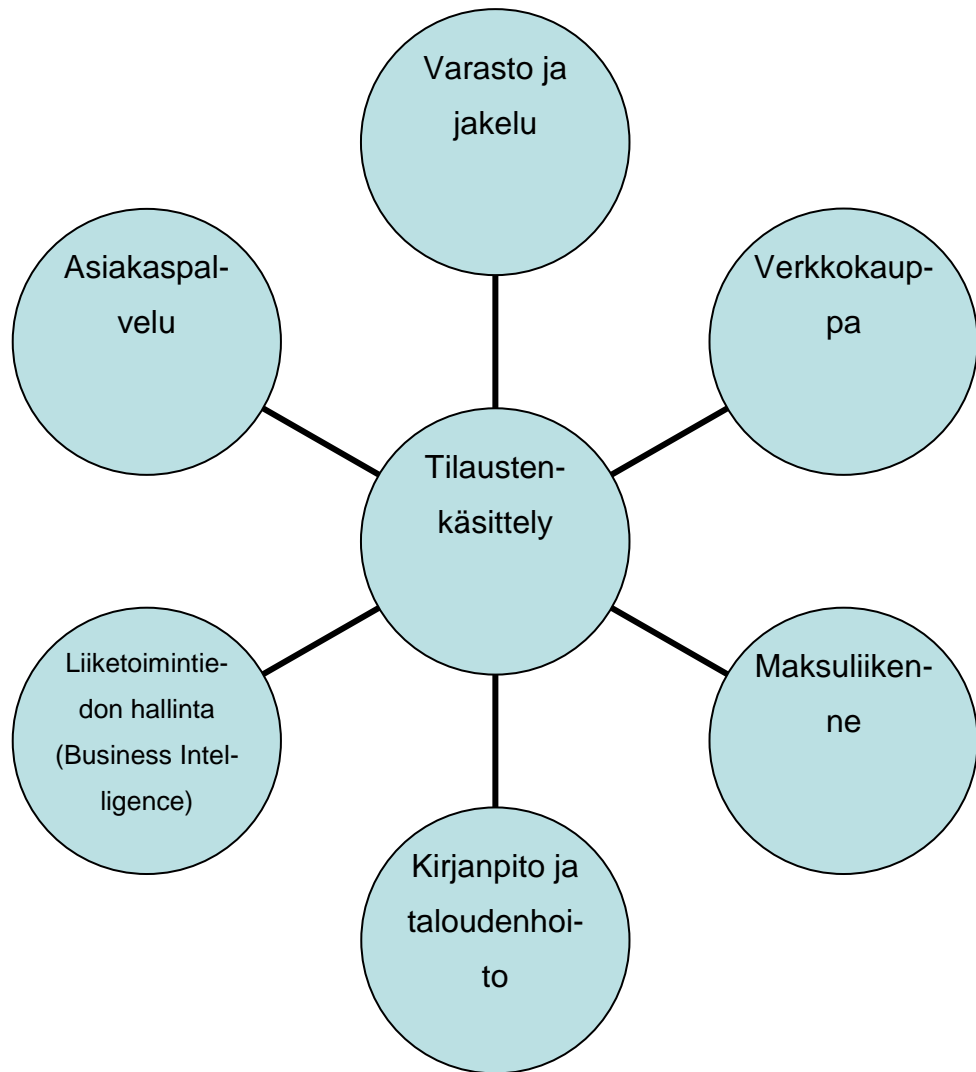 Varasto ja
jakelu
Asiakaspal-
velu
Verkkokaup-
pa
Tilausten-
käsittely
Liiketoimintie-
don hallinta
(Business Intel-
ligence)
Maksuliiken-
ne
Kirjanpito ja
taloudenhoi-
to